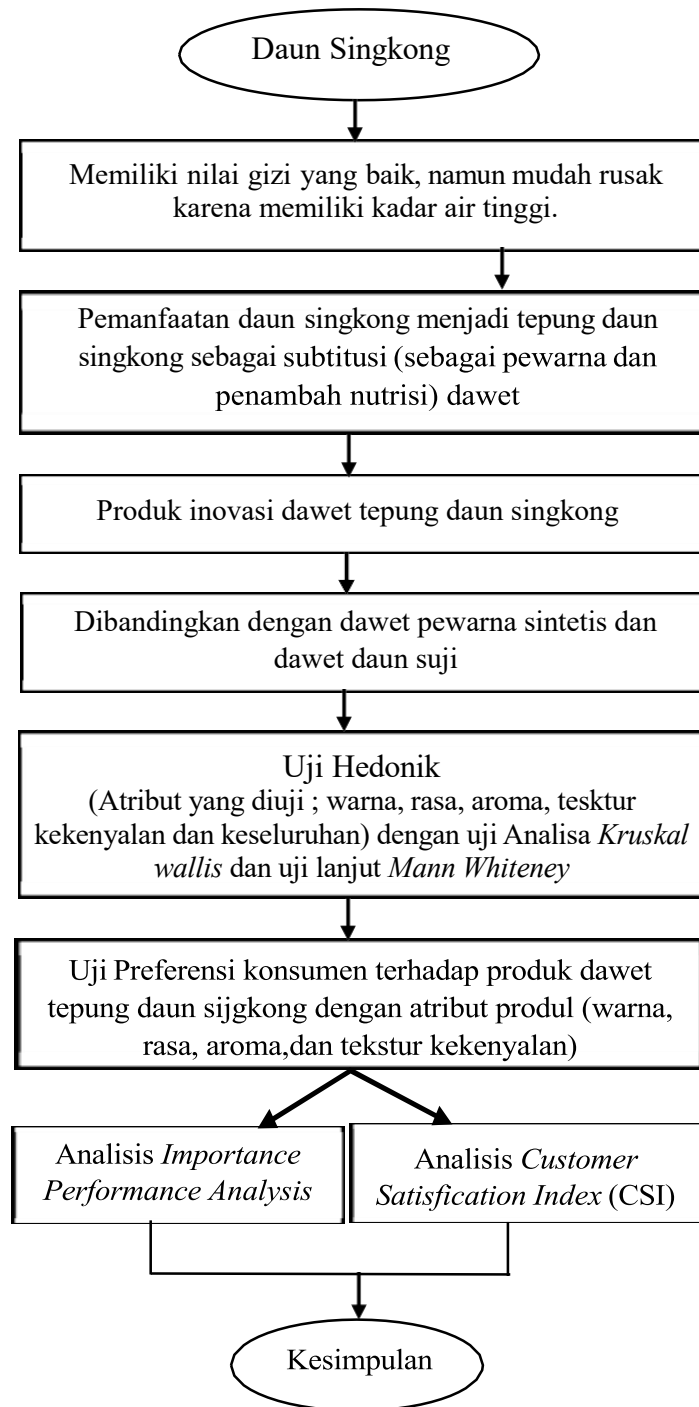 Daun Singkong
Memiliki nilai gizi yang baik, namun mudah rusak
karena memiliki kadar air tinggi.
Pemanfaatan daun singkong menjadi tepung daun
singkong sebagai subtitusi (sebagai pewarna dan
penambah nutrisi) dawet
Produk inovasi dawet tepung daun singkong
Dibandingkan dengan dawet pewarna sintetis dan
dawet daun suji
Uji Hedonik
(Atribut yang diuji ; warna, rasa, aroma, tesktur
kekenyalan dan keseluruhan) dengan uji Analisa Kruskal
wallis dan uji lanjut Mann Whiteney
Uji Preferensi konsumen terhadap produk dawet
tepung daun sijgkong dengan atribut produl (warna,
rasa, aroma,dan tekstur kekenyalan)
Analisis Importance
Performance Analysis
Analisis Customer
Satisfication Index (CSI)
Kesimpulan